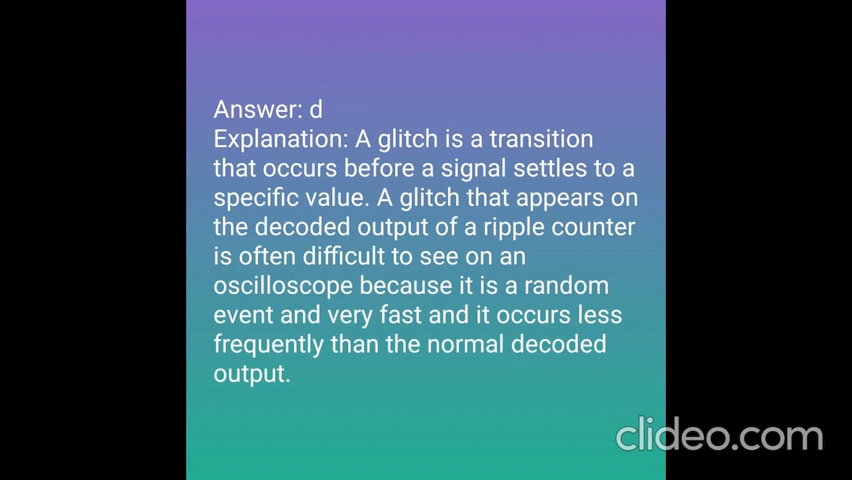 Answer: d
Explanation: A glitch is a transition
that occurs before a signal settles to a
specific value. A glitch that appears on
the decoded output of a ripple counter
is often difficult to see on an
oscilloscope because it is a random
event and very fast and it occurs less
frequently than the normal decoded
output.
clideo.com